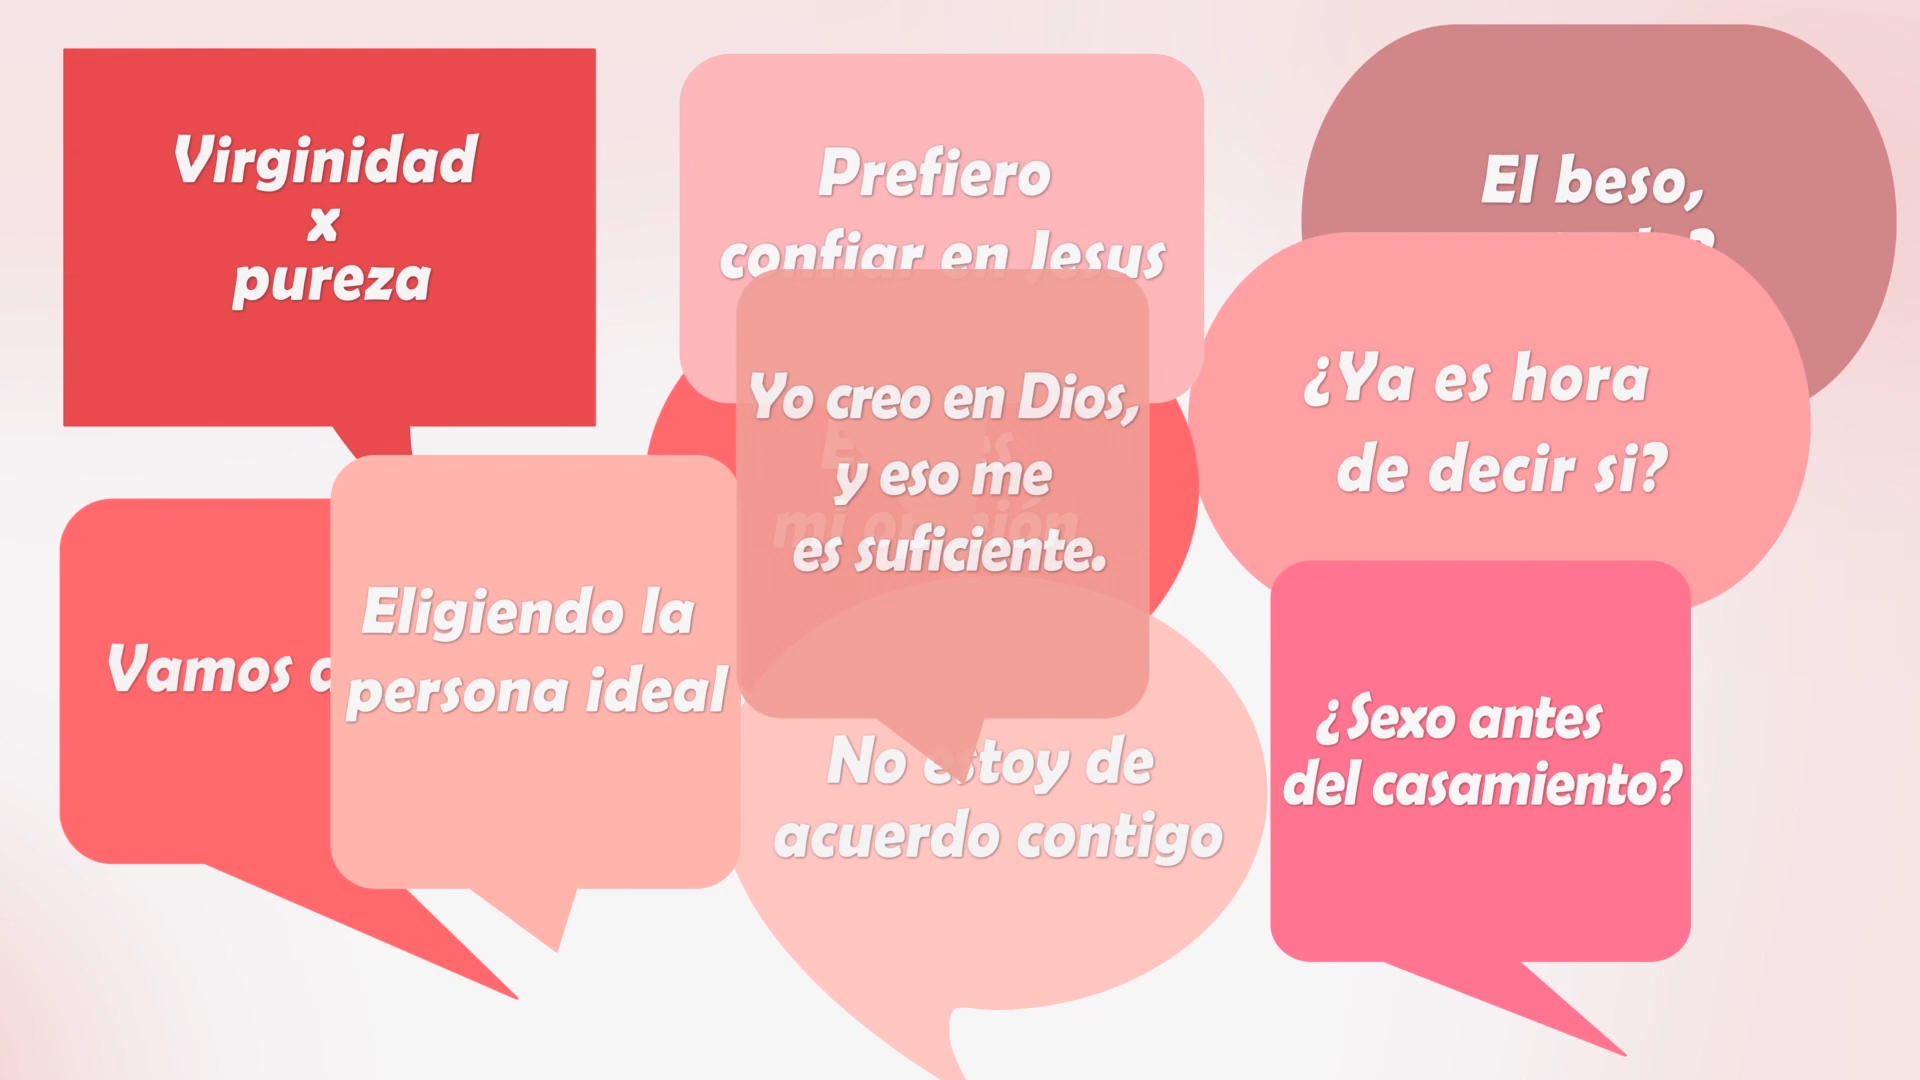 Virginidad
x
pureza
Prefiero
confiar en Jesus
El beso,
¿Ya es hora
de decir si?
Yo creo en Dios,
y eso me
es suficiente.
Vamos
Eligiendo la
persona ideal
No estoy de
acuerdo contigo
¿Sexo antes
del casamiento?